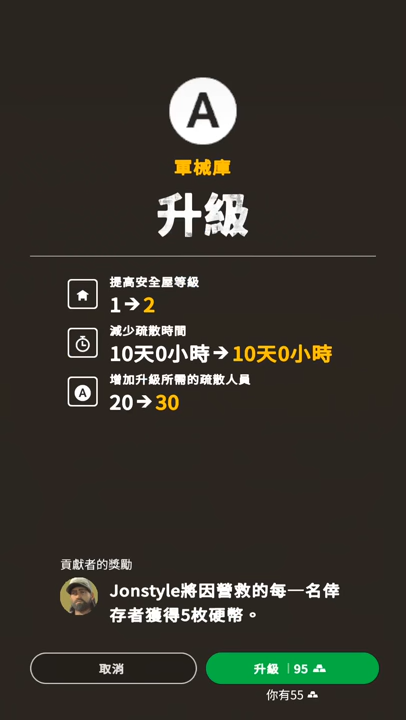 A
軍械庫
升級
提高安全屋等級
1→2
減少疏散時間
10天0小時→10天0小時
A
增加升級所需的疏散人員
20→30
貢獻者的獎勵
Jonstyle將因營救的每一名倖
存者獲得5枚硬幣。
取消
升級 | 95
你有55